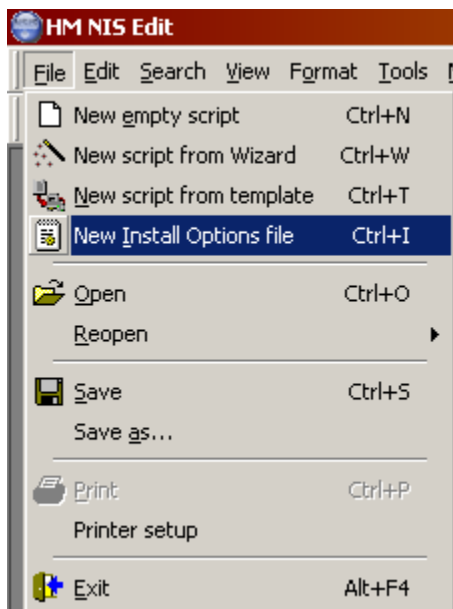 HM NIS Edit
File Edit Search View Format Tools
New empty script Ctrl+N
New script from Wizard Ctrl+W
New script from template Ctrl+T
New Install Options file Ctrl+I
Open Ctrl+O
Reopen
Save Ctrl+S
Save as...
Print Ctrl+P
Printer setup
Exit Alt+F4